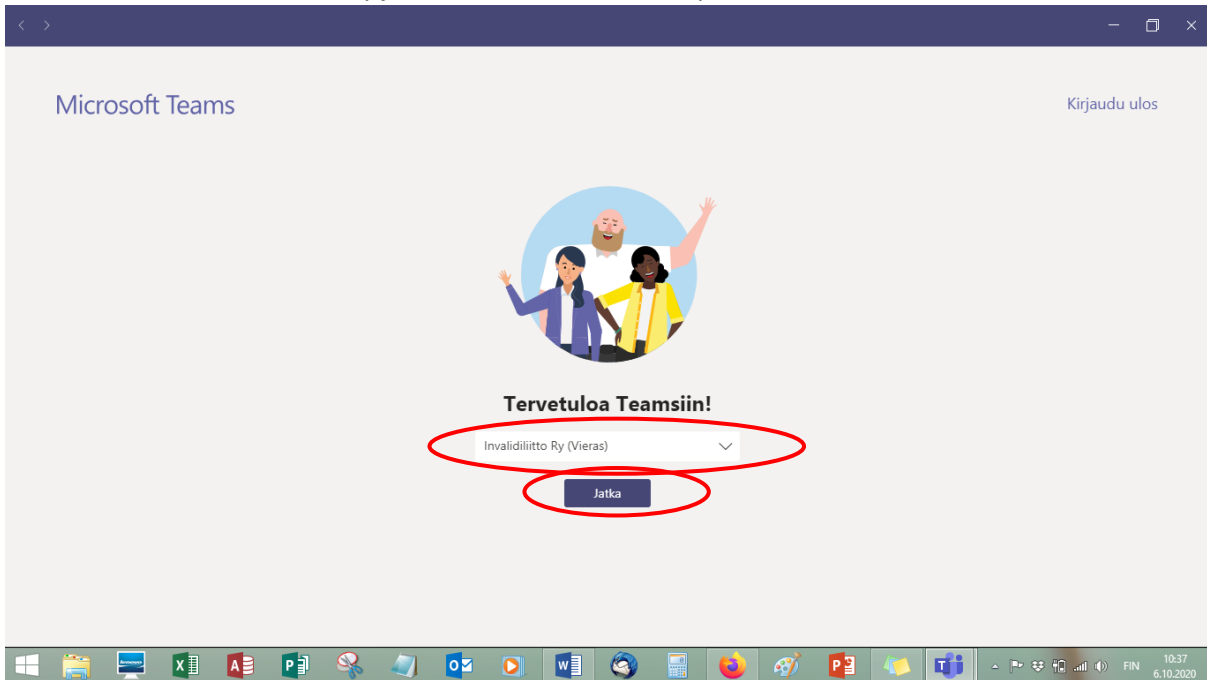 Microsoft Teams
Kirjaudu ulos
Tervetuloa Teamsiin!
Invalidiliitto Ry (Vieras)
Jatka
FIN
10:37
6.10.2020